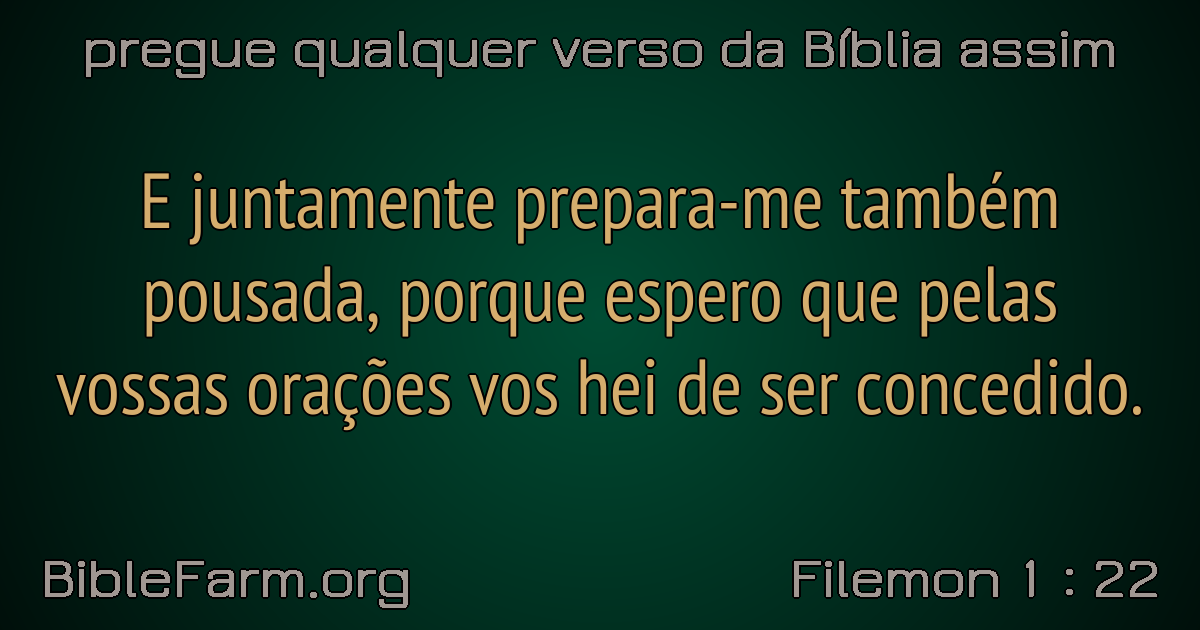 pregue qualquer verso da Bíblia assim
E juntamente prepara-me também
pousada, porque espero que pelas
vossas orações vos hei de ser concedido.
BibleFarm.org
Filemon 1 : 22